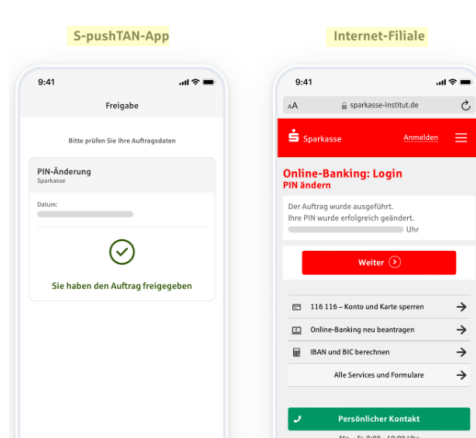 S-pushTAN-App
9:41
Freigabe
Bitte prüfen Sie Ihre Auftragsdaten
PIN-Änderung
Sparkasse
Datum:
Sie haben den Auftrag freigegeben
Internet-Filiale
9:41
AA sparkasse-institut.de
Sparkasse Anmelden
Online-Banking: Login
PIN ändern
Der Auftrag wurde ausgeführt.
Ihre PIN wurde erfolgreich geändert.
Uhr
Weiter
116 116 – Konto und Karte sperren
Online-Banking neu beantragen
IBAN und BIC berechnen
Alle Services und Formulare
Persönlicher Kontakt